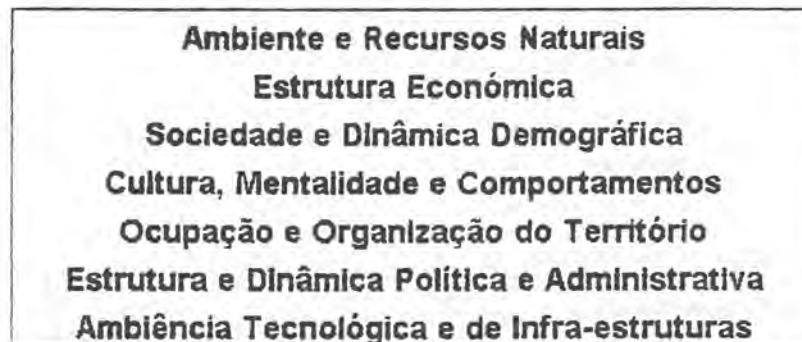 Ambiente e Recursos Naturais
Estrutura Económica
Sociedade e Dinâmica Demográfica
Cultura, Mentalidade e Comportamentos
Ocupação e Organização do Território
Estrutura e Dinâmica Política e Administrativa
Ambiência Tecnológica e de Infra-estruturas